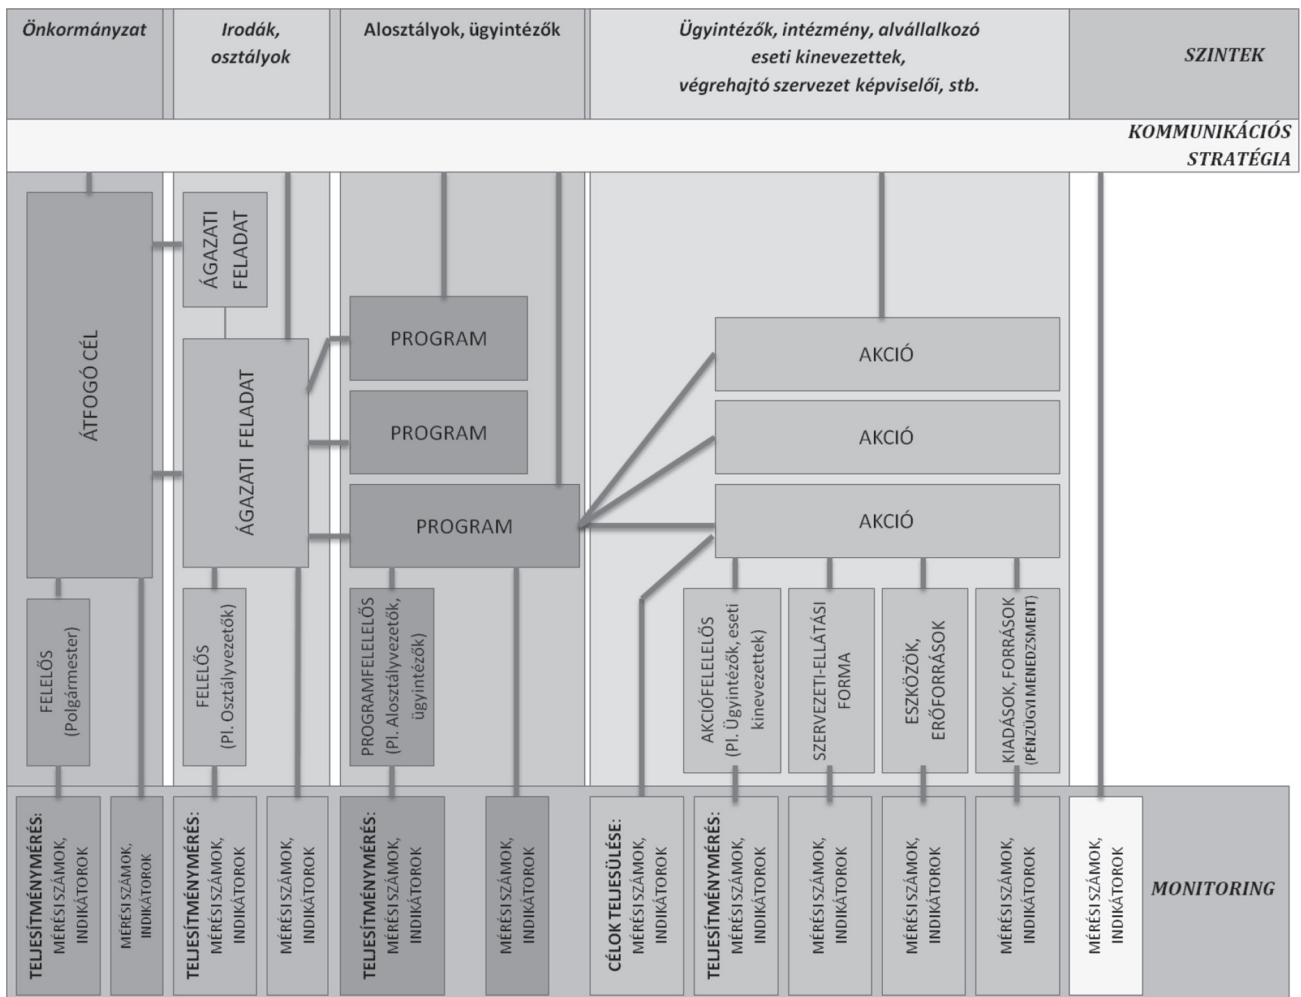 Önkormányzat
Irodák,
osztályok
Alosztályok, ügyintézők
Ügyintézők, intézmény, alvállalkozó
eseti kinevezettek,
végrehajtó szervezet képviselői, stb.
SZINTEK
KOMMUNIKÁCIÓS
STRATÉGIA
ÁTFOGÓ CÉL
ÁGAZATI
FELADAT
ÁGAZATI FELADAT
PROGRAM
PROGRAM
PROGRAM
AKCIÓ
AKCIÓ
AKCIÓ
FELELŐS
(Polgármester)
FELELŐS
(Pl. Osztályvezetők)
PROGRAMFELELELŐS
(Pl. Alosztályvezetők,
ügyintézők)
AKCIÓFELELELŐS
(Pl. Ügyintézők, eseti
kinevezettek)
SZERVEZETI-ELLÁTÁSI
FORMA
ESZKÖZÖK,
ERŐFORRÁSOK
KIADÁSOK, FORRÁSOK
(PÉNZÜGYI MENEDZSMENT)
TELJESÍTMÉNYMÉRÉS:
MÉRÉSI SZÁMOK,
INDIKÁTOROK
MÉRÉSI SZÁMOK,
INDIKÁTOROK
TELJESÍTMÉNYMÉRÉS:
MÉRÉSI SZÁMOK,
INDIKÁTOROK
MÉRÉSI SZÁMOK,
INDIKÁTOROK
TELJESÍTMÉNYMÉRÉS:
MÉRÉSI SZÁMOK,
INDIKÁTOROK
MÉRÉSI SZÁMOK,
INDIKÁTOROK
CÉLOK TELJESÜLÉSE:
MÉRÉSI SZÁMOK,
INDIKÁTOROK
TELJESÍTMÉNYMÉRÉS:
MÉRÉSI SZÁMOK,
INDIKÁTOROK
MÉRÉSI SZÁMOK,
INDIKÁTOROK
MÉRÉSI SZÁMOK,
INDIKÁTOROK
MÉRÉSI SZÁMOK,
INDIKÁTOROK
MÉRÉSI SZÁMOK,
INDIKÁTOROK
MONITORING